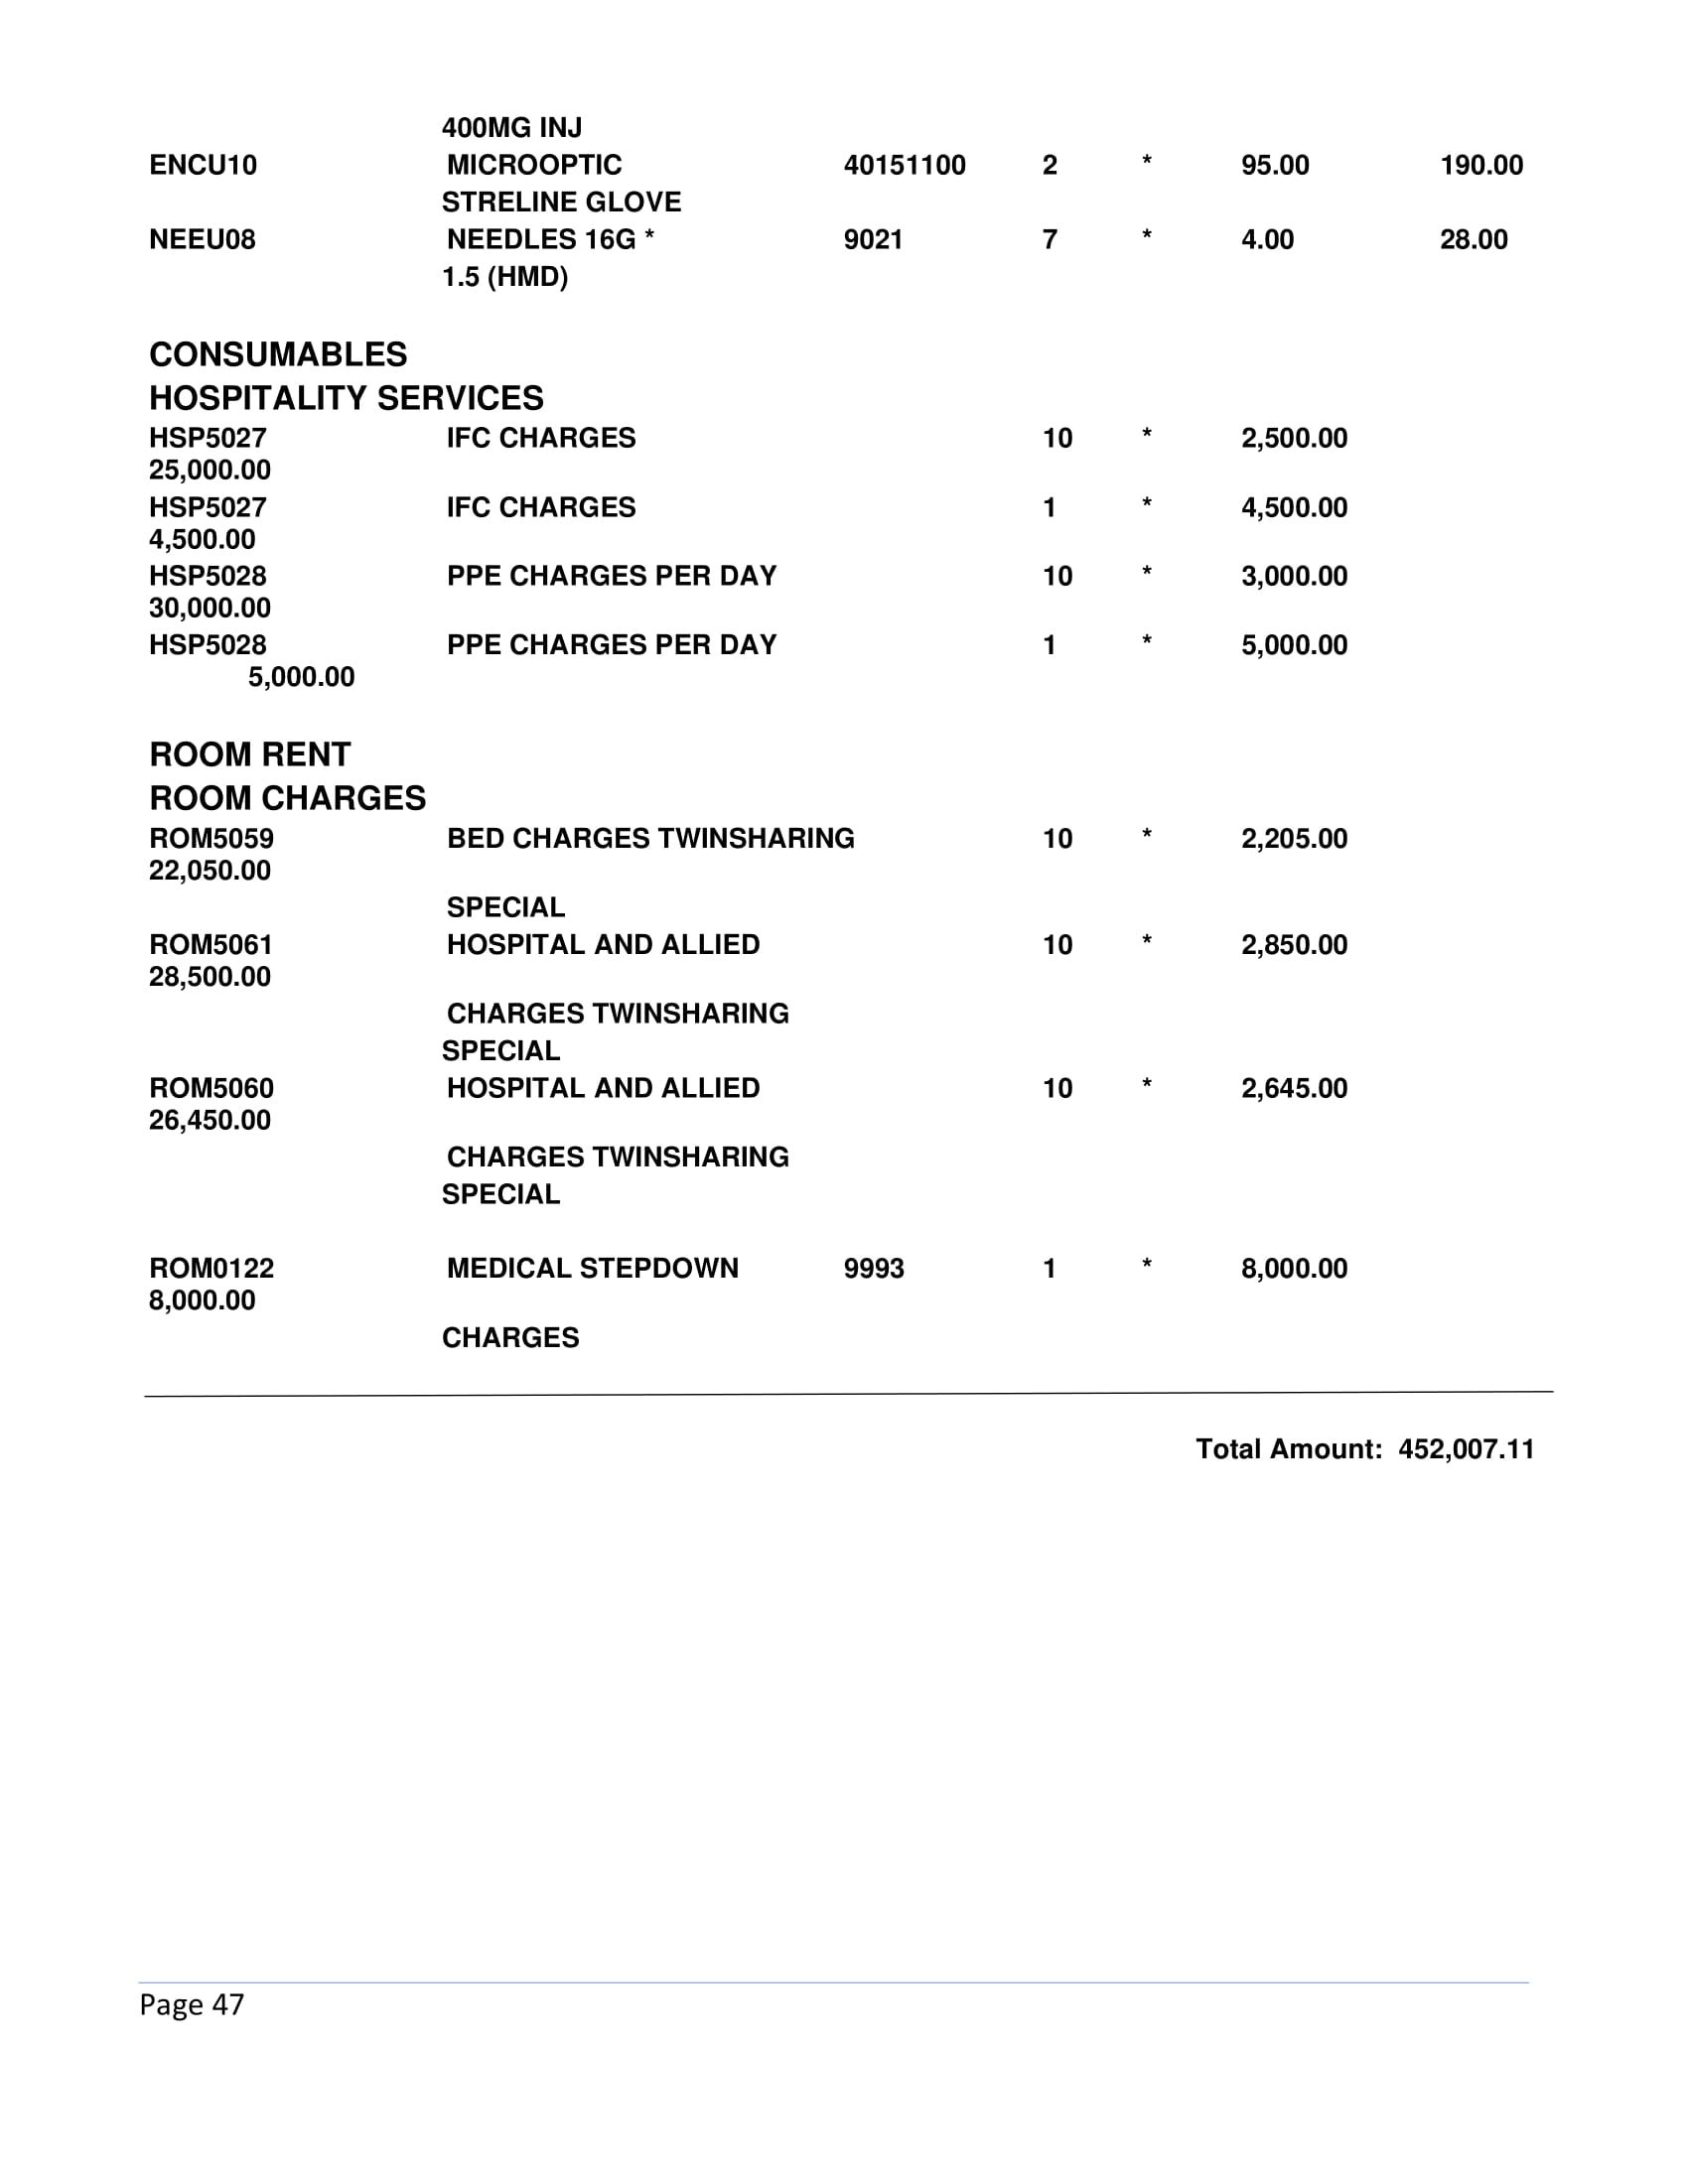 400MG INJ
ENCU10 MICROOPTIC 40151100 2 * 95.00 190.00
STRELINE GLOVE
NEEU08 NEEDLES 16G * 9021 7 * 4.00 28.00
1.5 (HMD)
CONSUMABLES
HOSPITALITY SERVICES
HSP5027 IFC CHARGES 10 * 2,500.00
25,000.00
HSP5027 IFC CHARGES 1 * 4,500.00
4,500.00
HSP5028 PPE CHARGES PER DAY 10 * 3,000.00
30,000.00
HSP5028 PPE CHARGES PER DAY 1 * 5,000.00
5,000.00
ROOM RENT
ROOM CHARGES
ROM5059 BED CHARGES TWINSHARING 10 * 2,205.00
22,050.00
SPECIAL
ROM5061 HOSPITAL AND ALLIED 10 * 2,850.00
28,500.00
CHARGES TWINSHARING
SPECIAL
ROM5060 HOSPITAL AND ALLIED 10 * 2,645.00
26,450.00
CHARGES TWINSHARING
SPECIAL
ROM0122 MEDICAL STEPDOWN 9993 1 * 8,000.00
8,000.00
CHARGES
Total Amount: 452,007.11
Page 47